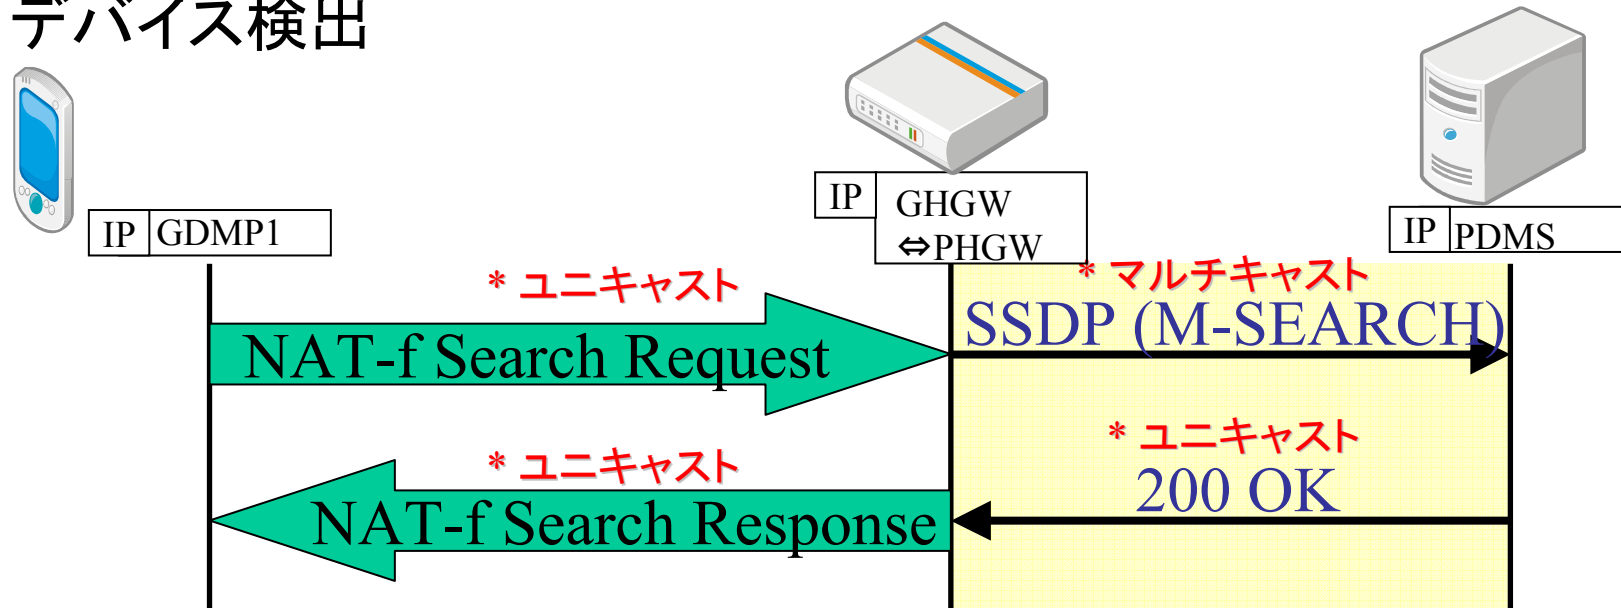 デバイス検出
IP GDMP1
IP GHGW
⇔PHGW
IP PDMS
* ユニキャスト
NAT-f Search Request
* マルチキャスト
SSDP (M-SEARCH)
* ユニキャスト
200 OK
* ユニキャスト
NAT-f Search Response